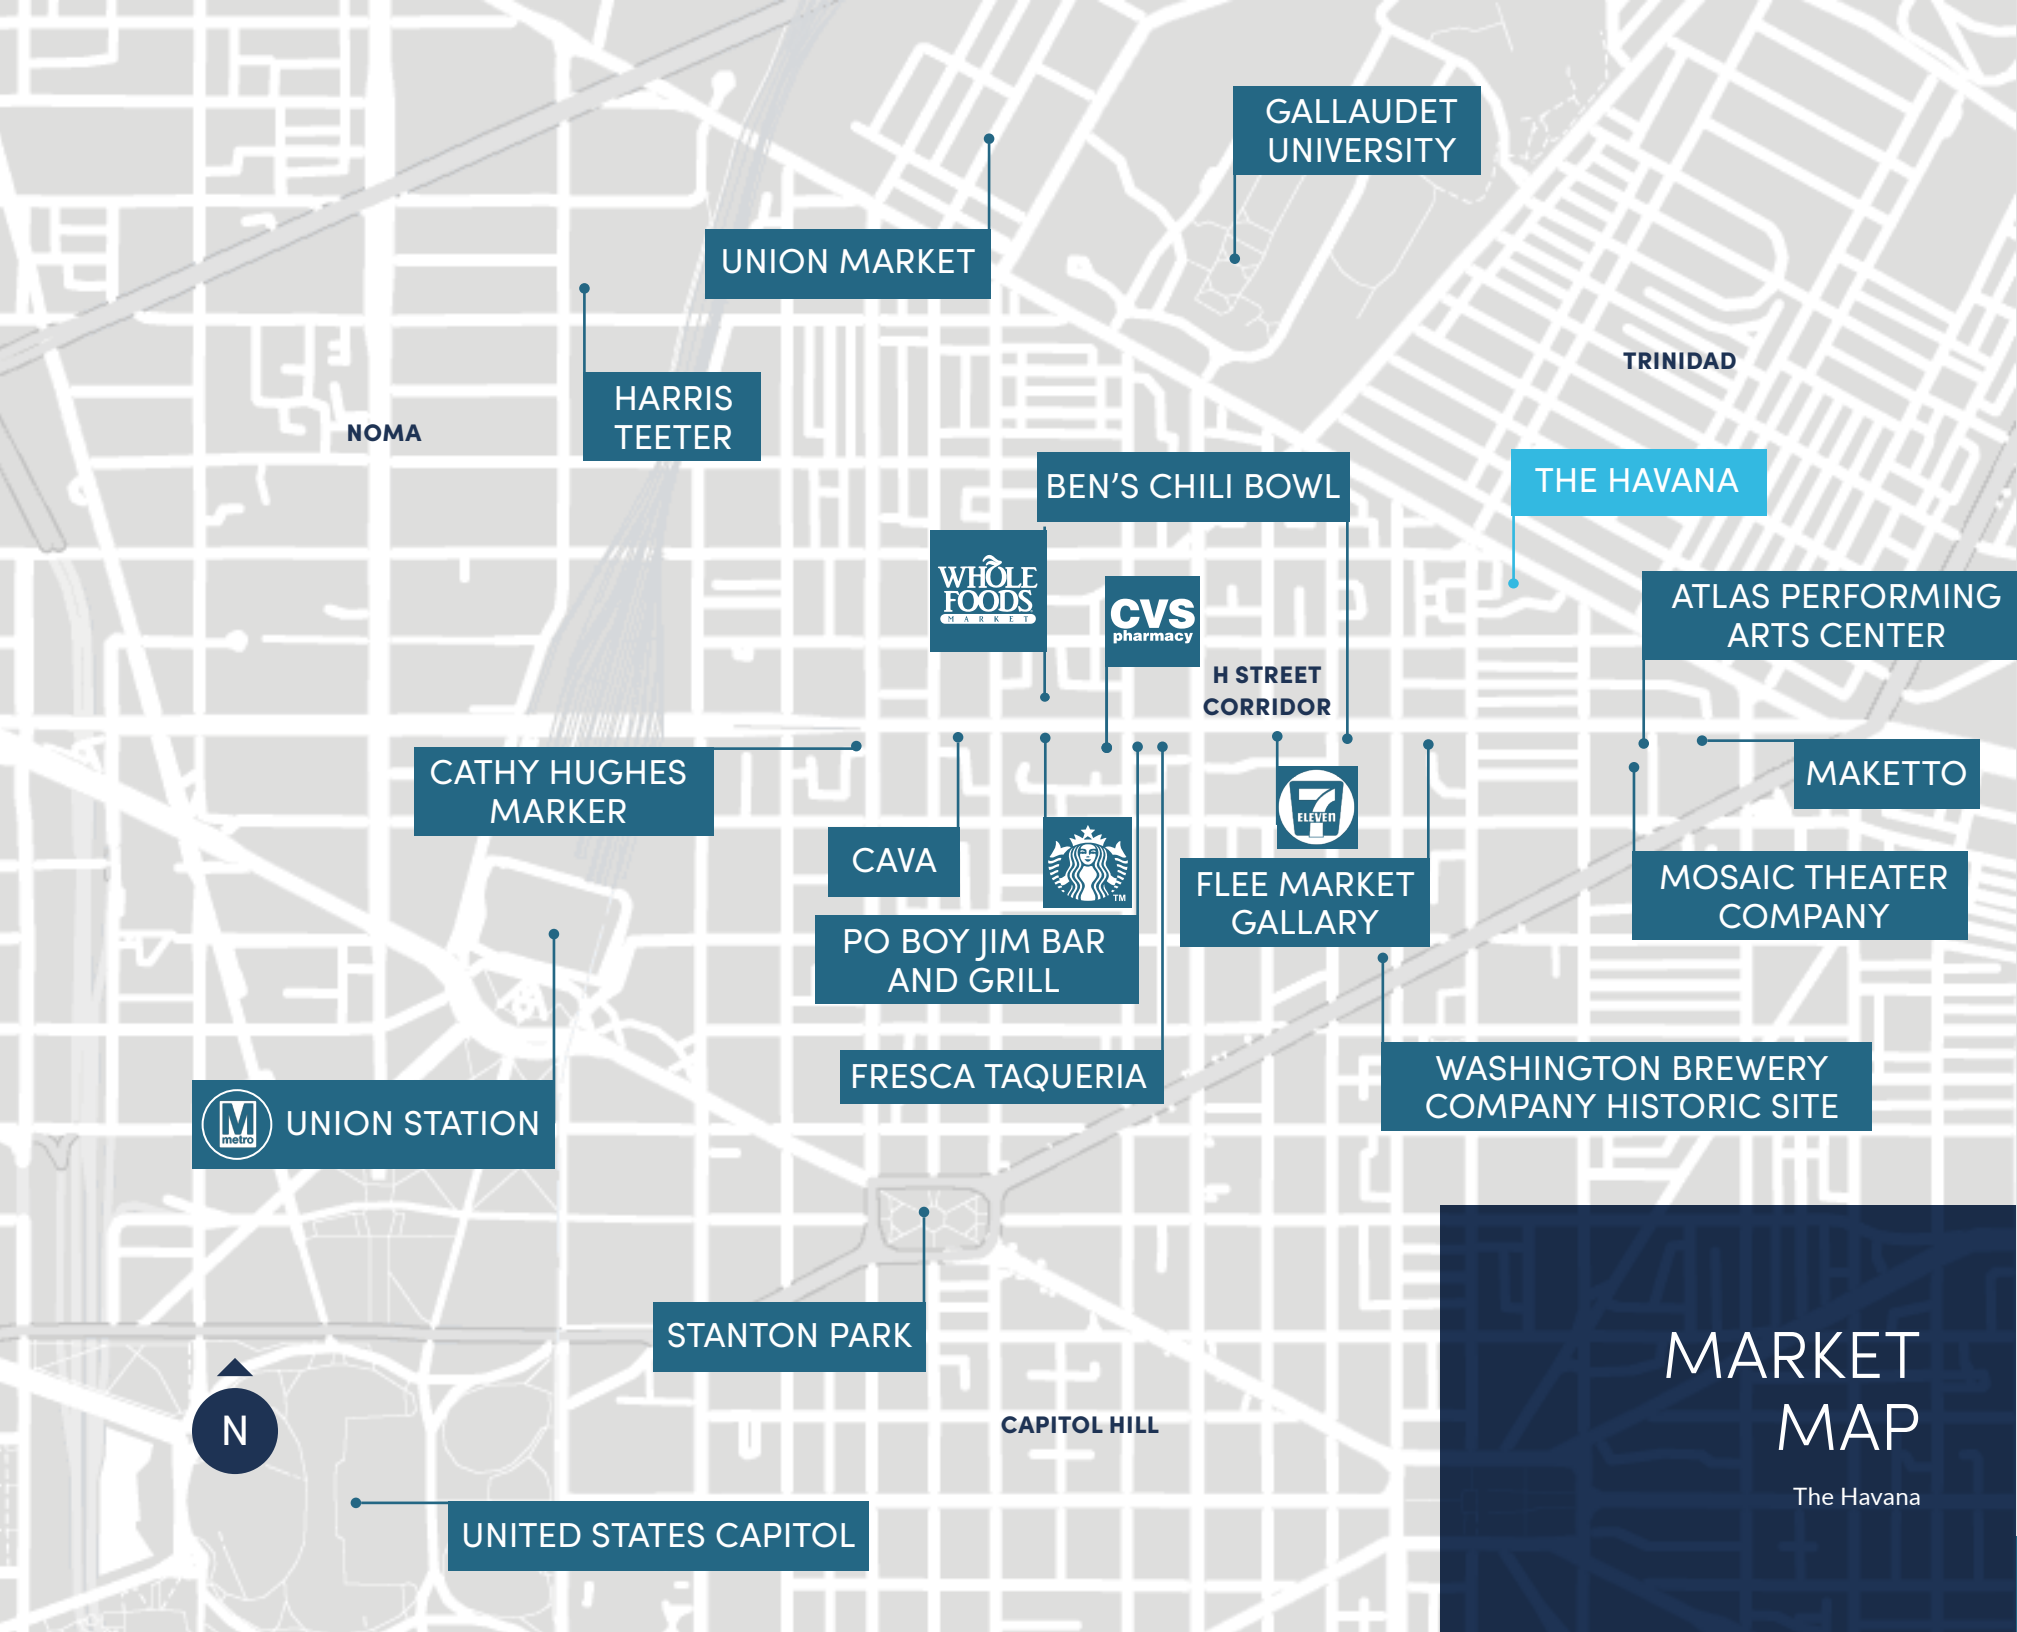 GALLAUDET
UNIVERSITY
UNION MARKET
TRINIDAD
HARRIS
TEETER
NOMA
BEN'S CHILI BOWL
THE HAVANA
WHOLE
FOODS
MARKET
CVS
pharmacy
ATLAS PERFORMING
ARTS CENTER
H STREET
CORRIDOR
CATHY HUGHES
MARKER
MAKETTO
7
ELEVEn
CAVA
TM
FLEE MARKET
GALLARY
MOSAIC THEATER
COMPANY
PO BOY JIM BAR
AND GRILL
FRESCA TAQUERIA
WASHINGTON BREWERY
COMPANY HISTORIC SITE
M
metro
UNION STATION
STANTON PARK
N
CAPITOL HILL
UNITED STATES CAPITOL
MARKET
MAP
The Havana